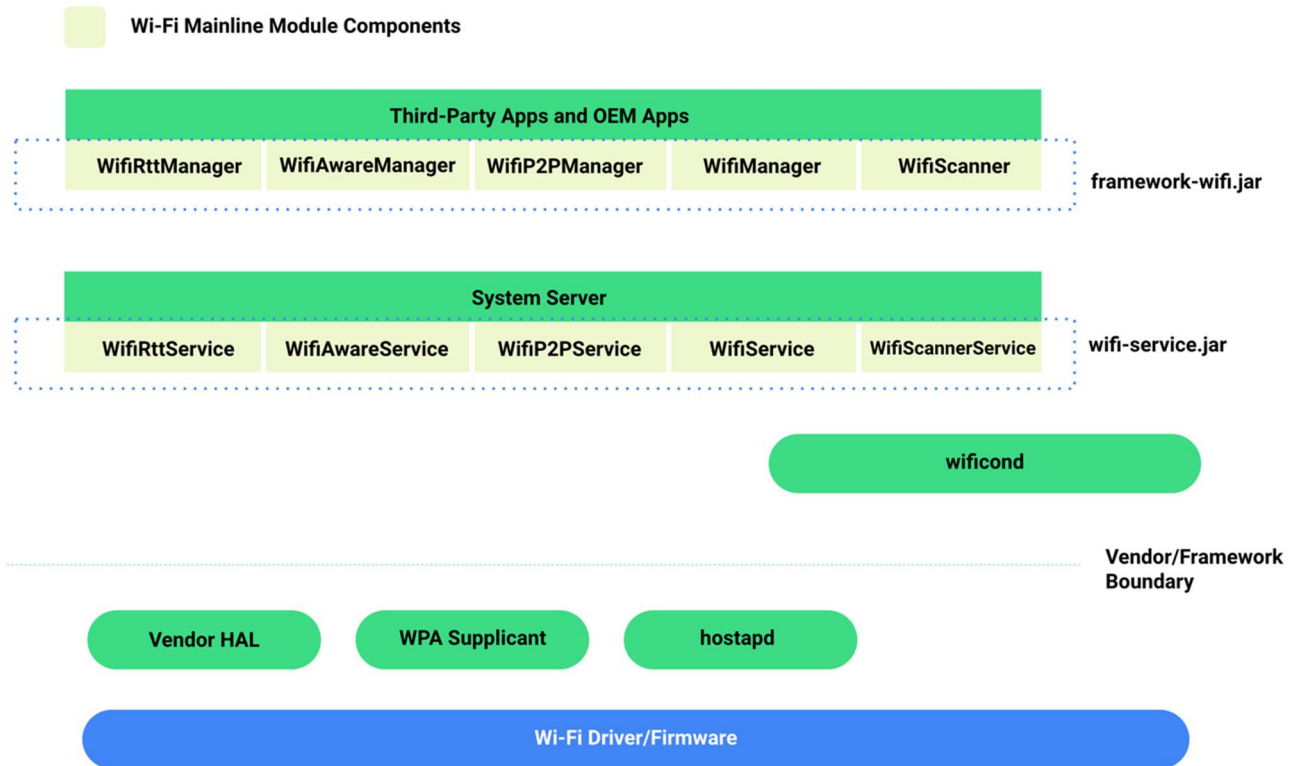 Wi-Fi Mainline Module Components
Third-Party Apps and OEM Apps
WifiRttManager
WifiAwareManager
WifiP2PManager
WifiManager
WifiScanner
framework-wifi.jar
System Server
WifiRttService
WifiAwareService
WifiP2PService
WifiService
WifiScannerService
wifi-service.jar
wificond
Vendor/Framework
Boundary
Vendor HAL
WPA Supplicant
hostapd
Wi-Fi Driver/Firmware